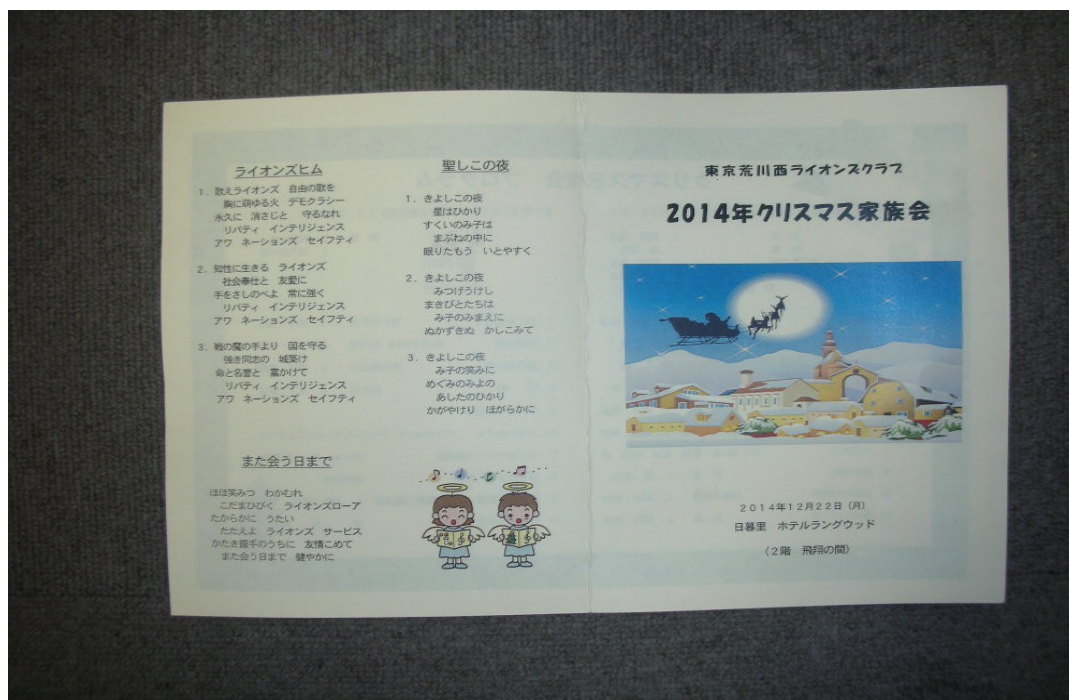 ライオンズヒム
1. 歌えライオンズ 自由の歌を
胸に萌ゆる火 デモクラシー
永久に 消さじと 守るなれ
リバティ インテリジェンス
アワ ネーションズ セイフティ
2. 知性に生きる ライオンズ
社会奉仕と 友愛に
手をさしのべよ 常に強く
リバティ インテリジェンス
アワ ネーションズ セイフティ
3. 戦の魔の手より 国を守る
強き同志の 城築け
命と名誉と 富かけて
リバティ インテリジェンス
アワ ネーションズ セイフティ
また会う日まで
ほほ笑みつ わかむれ
こだまひびく ライオンズローア
たからかに うたい
たたえよ ライオンズ サービス
かたき握手のうちに 友情こめて
また会う日まで 健やかに
聖しこの夜
1. きよしこの夜
星はひかり
すくいのみ子は
まぶねの中に
眠りたもう いとやすく
2. きよしこの夜
みつげうけし
まきびとたちは
み子のみまえに
ぬかずきぬ かしこみて
3. きよしこの夜
み子の笑みに
めぐみのみよの
あしたのひかり
かがやけり ほがらかに
東京荒川西ライオンズクラブ
2014年クリスマス家族会
2014年12月22日(月)
日暮里 ホテルラングウッド
(2階 飛翔の間)